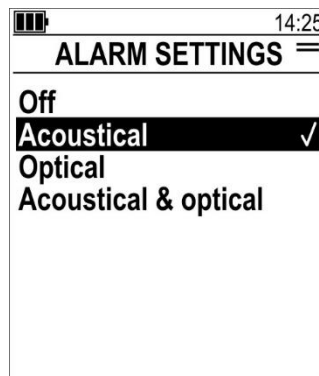 14:25
ALARM SETTINGS
Off
Acoustical ✓
Optical
Acoustical & optical